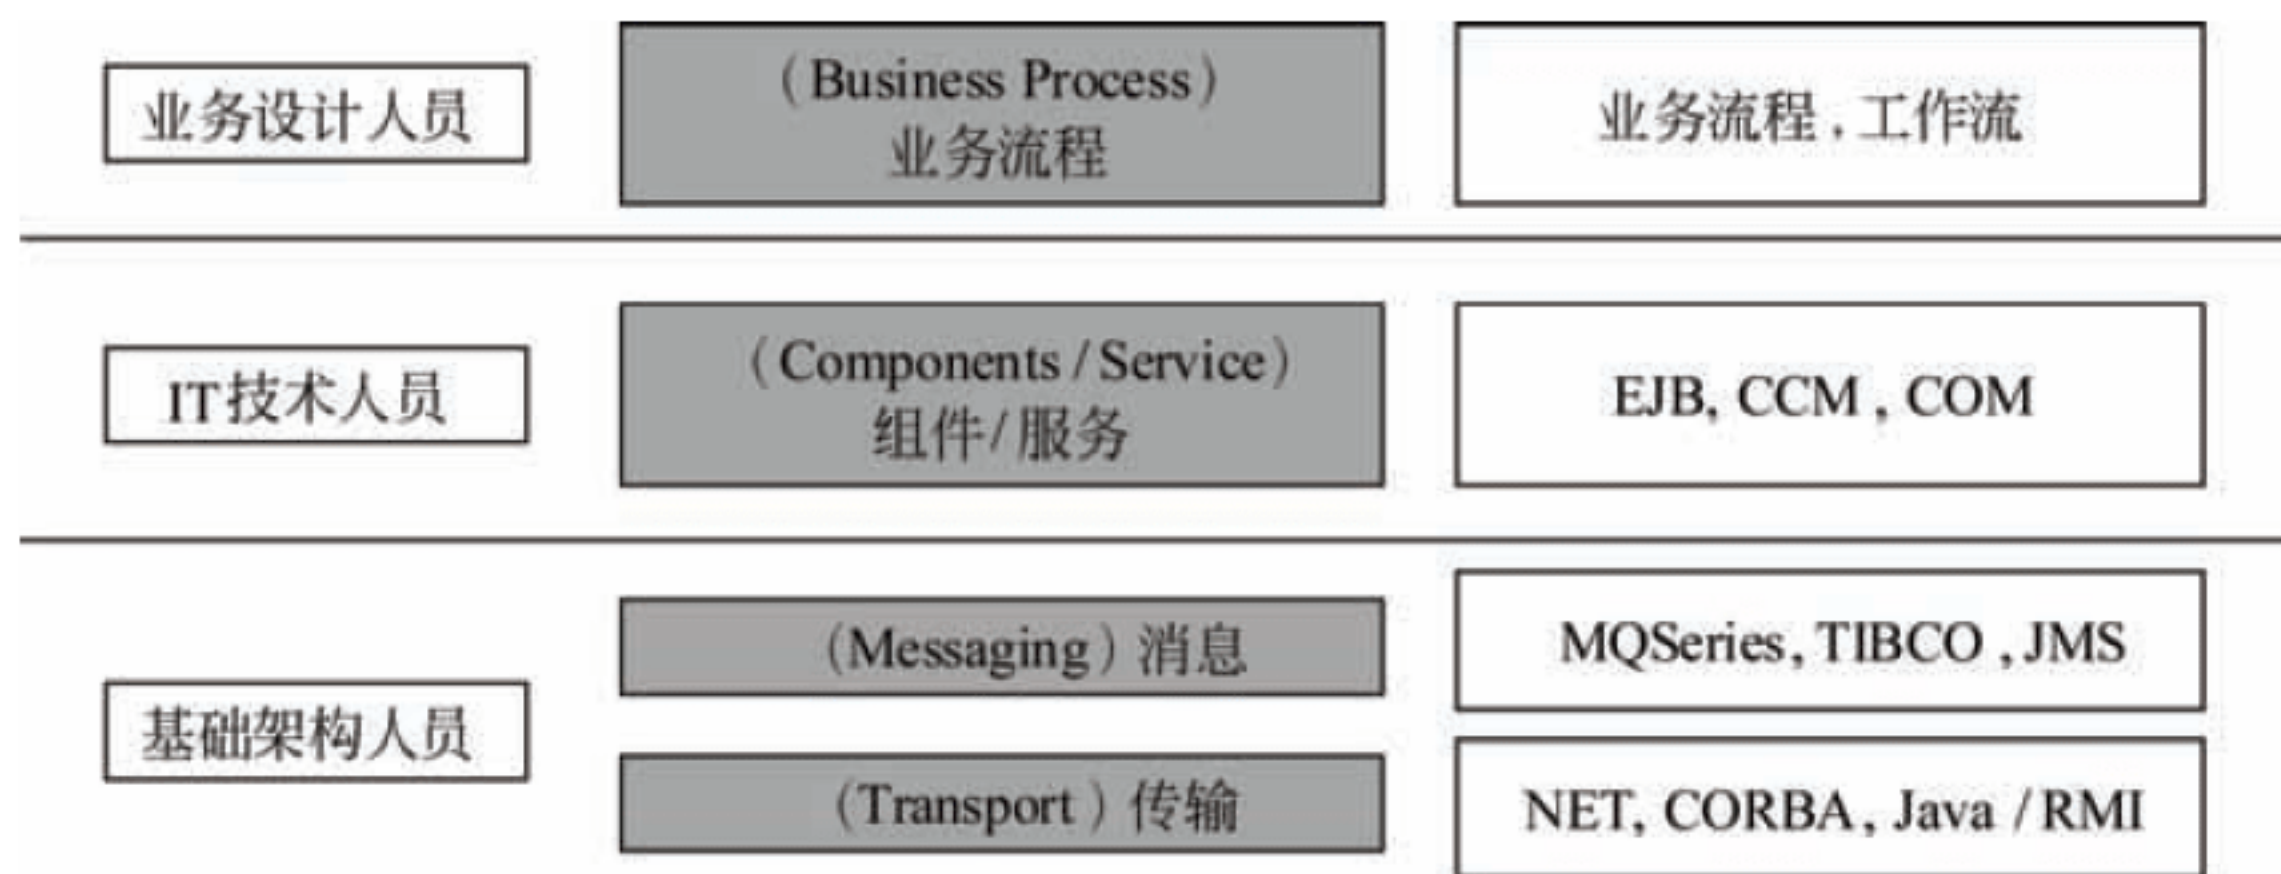 业务设计人员
(Business Process)
业务流程
业务流程,工作流
IT技术人员
(Components / Service)
组件/服务
EJB, CCM, COM
基础架构人员
(Messaging) 消息
MQSeries, TIBCO, JMS
(Transport) 传输
NET, CORBA, Java / RMI